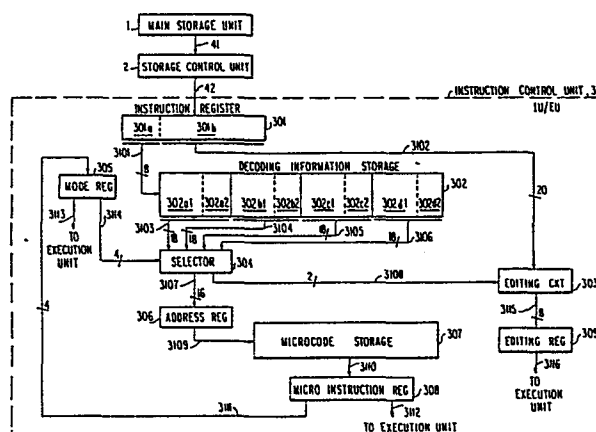 1
MAIN STORAGE UNIT
41
2
STORAGE CONTROL UNIT
42
INSTRUCTION CONTROL UNIT, 3
IU/EU
INSTRUCTION REGISTER
301a 301b
301
3101
8
3102
305
MODE REG
DECODING INFORMATION STORAGE
302
302a1 302a2 302b1 302b2 302c1 302c2 302d1 302d2
20
3113
3114
TO EXECUTION UNIT
3103
18
18
3104
18
3105
18
3106
4
SELECTOR
304
2
3108
EDITING CKT
303
3107
16
4
306
ADDRESS REG
3115
8
3109
MICROCODE STORAGE
307
EDITING REG
309
3110
3116
MICRO INSTRUCTION REG
308
TO EXECUTION UNIT
3112
TO EXECUTION UNIT